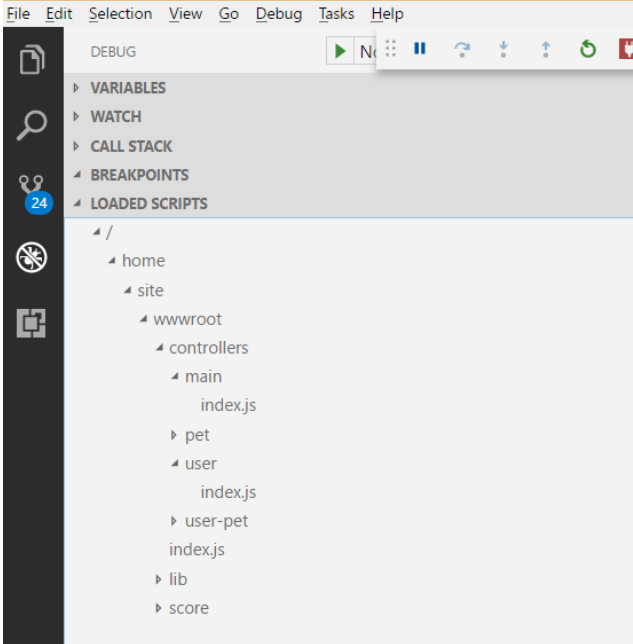 File Edit Selection View Go Debug Tasks Help
DEBUG
VARIABLES
WATCH
CALL STACK
BREAKPOINTS
24
LOADED SCRIPTS
/
home
site
wwwroot
controllers
main
index.js
pet
user
index.js
user-pet
index.js
lib
score